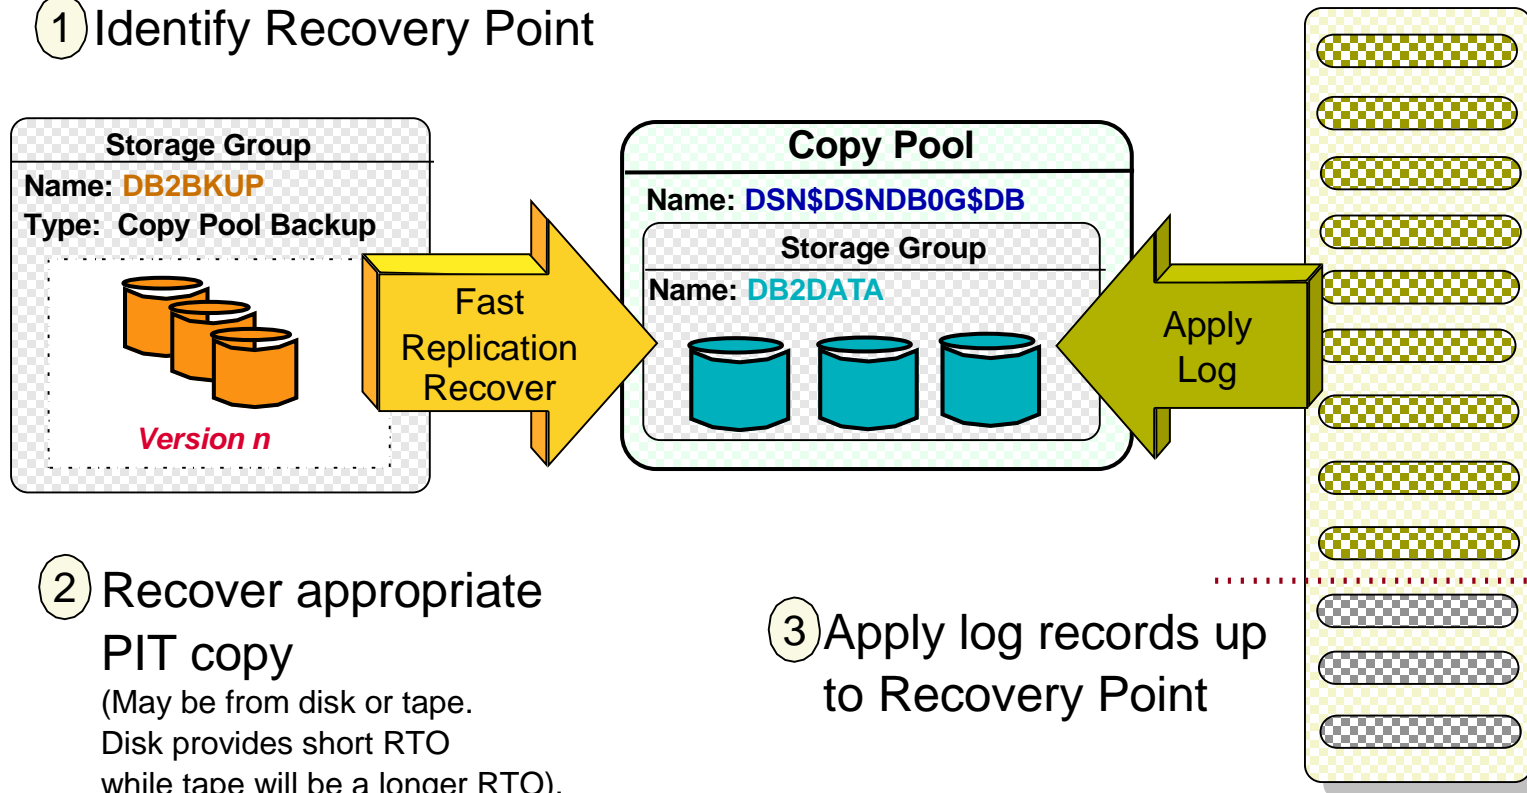 1 Identify Recovery Point
Storage Group
Name: DB2BKUP
Type: Copy Pool Backup
Version n
Fast
Replication
Recover
Copy Pool
Name: DSN$DSNDB0G$DB
Storage Group
Name: DB2DATA
Apply
Log
2 Recover appropriate
PIT copy
(May be from disk or tape.
Disk provides short RTO
while tape will be a longer RTO).
3 Apply log records up
to Recovery Point